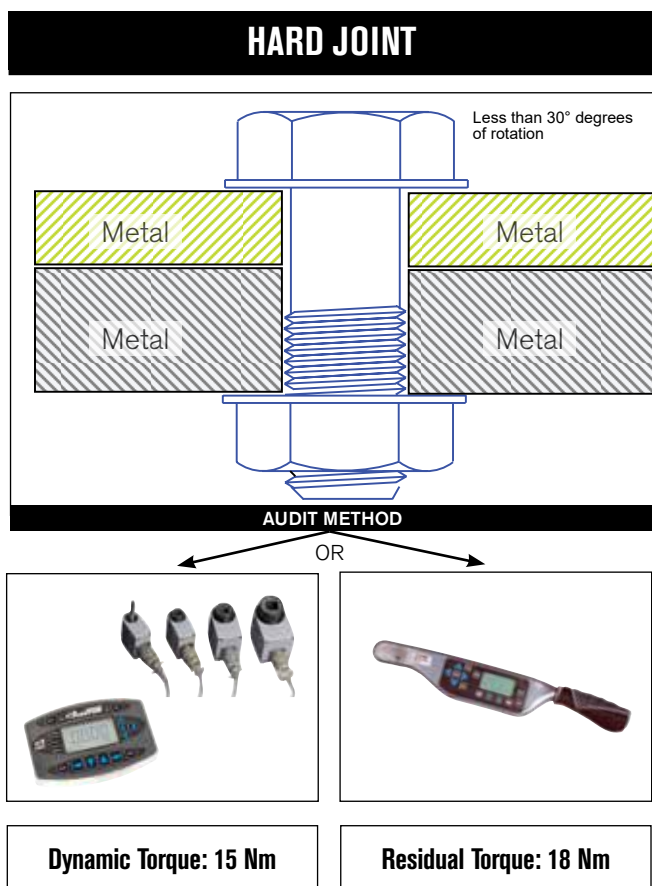 HARD JOINT
Less than 30° degrees
of rotation
Metal
Metal
Metal
Metal
AUDIT METHOD
OR
Dynamic Torque: 15 Nm
Residual Torque: 18 Nm